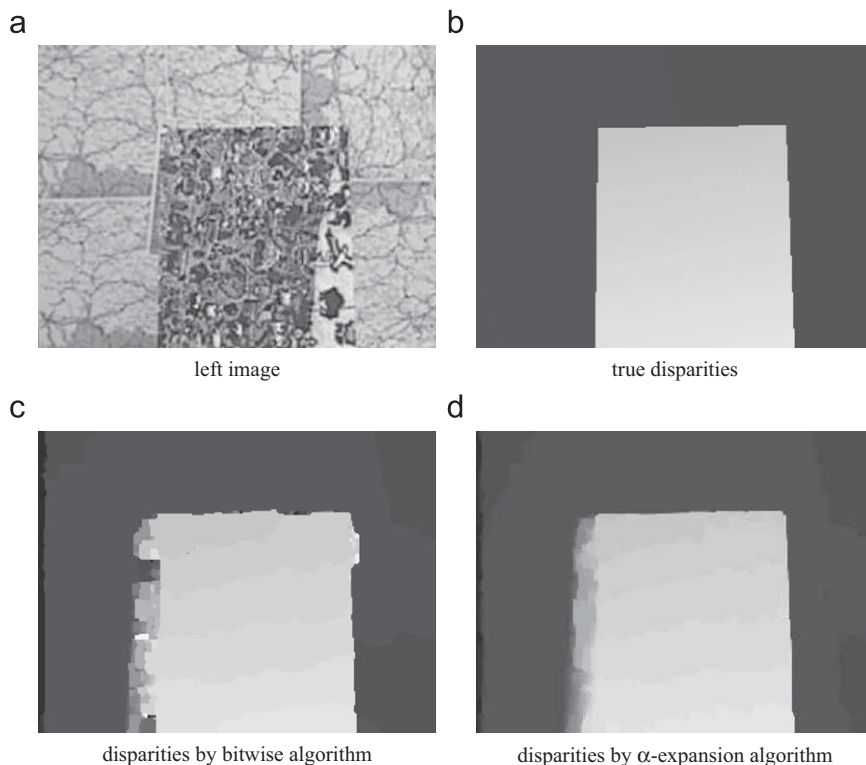 a
b
left image
true disparities
c
d
disparities by bitwise algorithm
disparities by α-expansion algorithm